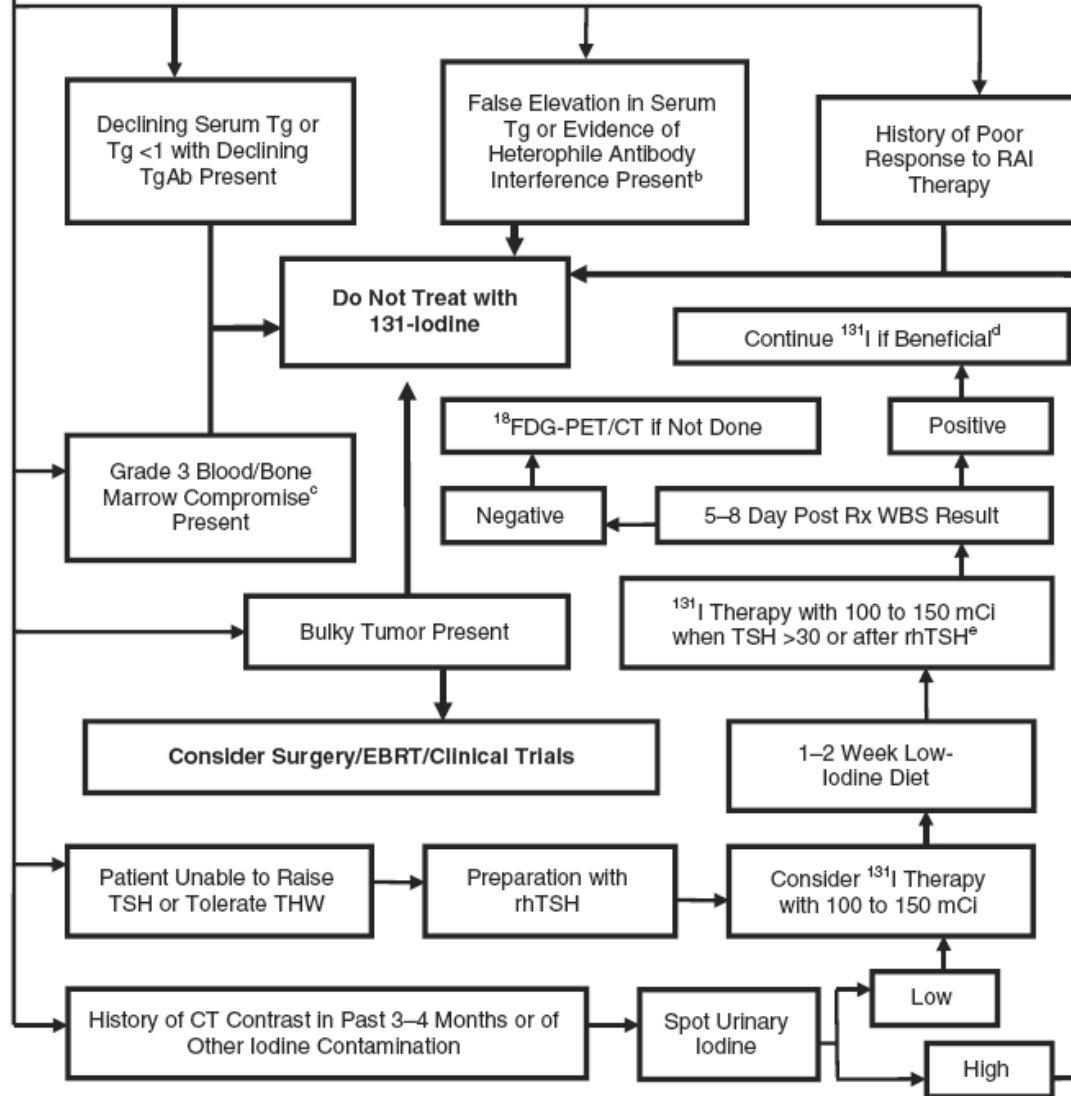 Declining Serum Tg or
Tg <1 with Declining
TgAb Present
False Elevation in Serum
Tg or Evidence of
Heterophile Antibody
Interference Presentᵇ
History of Poor
Response to RAI
Therapy
Do Not Treat with
131-Iodine
Continue ¹³¹I if Beneficialᵈ
¹⁸FDG-PET/CT if Not Done
Positive
Grade 3 Blood/Bone
Marrow Compromiseᶜ
Present
Negative
5–8 Day Post Rx WBS Result
¹³¹I Therapy with 100 to 150 mCi
when TSH >30 or after rhTSHᵉ
Bulky Tumor Present
Consider Surgery/EBRT/Clinical Trials
1–2 Week Low-
Iodine Diet
Patient Unable to Raise
TSH or Tolerate THW
Preparation with
rhTSH
Consider ¹³¹I Therapy
with 100 to 150 mCi
History of CT Contrast in Past 3–4 Months or of
Other Iodine Contamination
Spot Urinary
Iodine
Low
High